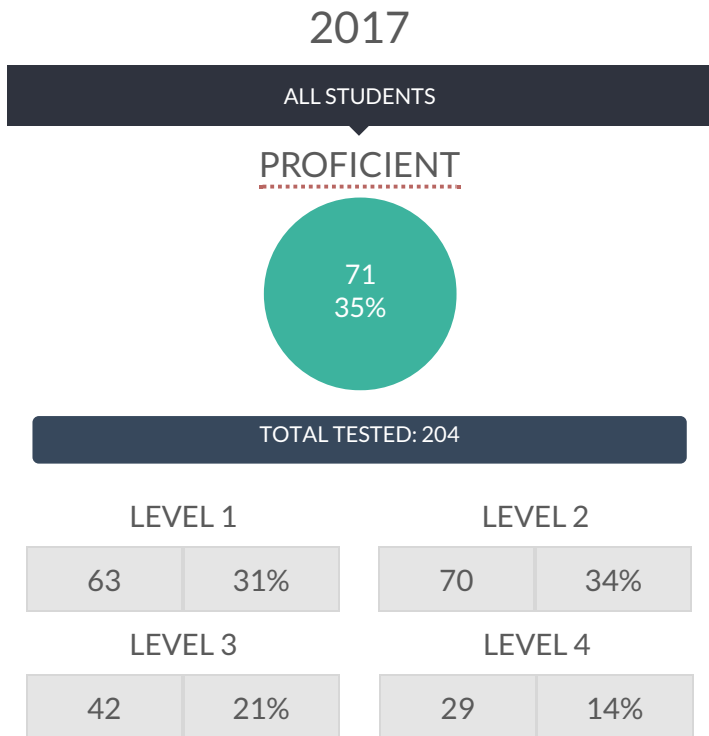 2017
ALL STUDENTS
PROFICIENT
71
35%
TOTAL TESTED: 204
LEVEL 1 LEVEL 2
63 31% 70 34%
LEVEL 3 LEVEL 4
42 21% 29 14%